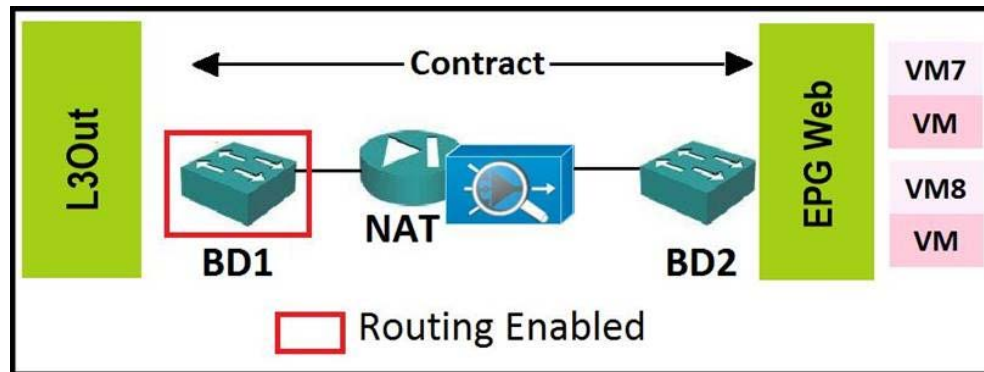 Contract
L3Out
BD1
NAT
BD2
EPG Web
VM7
VM
VM8
VM
Routing Enabled